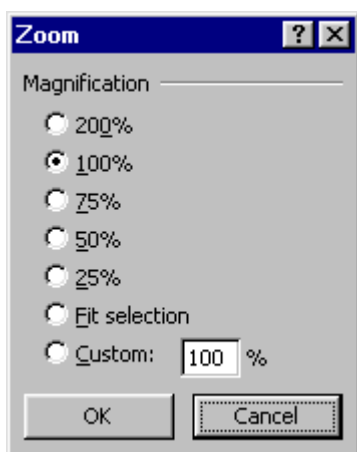 Zoom ? ×
Magnification
200%
100%
75%
50%
25%
Fit selection
Custom: 100 %
OK Cancel